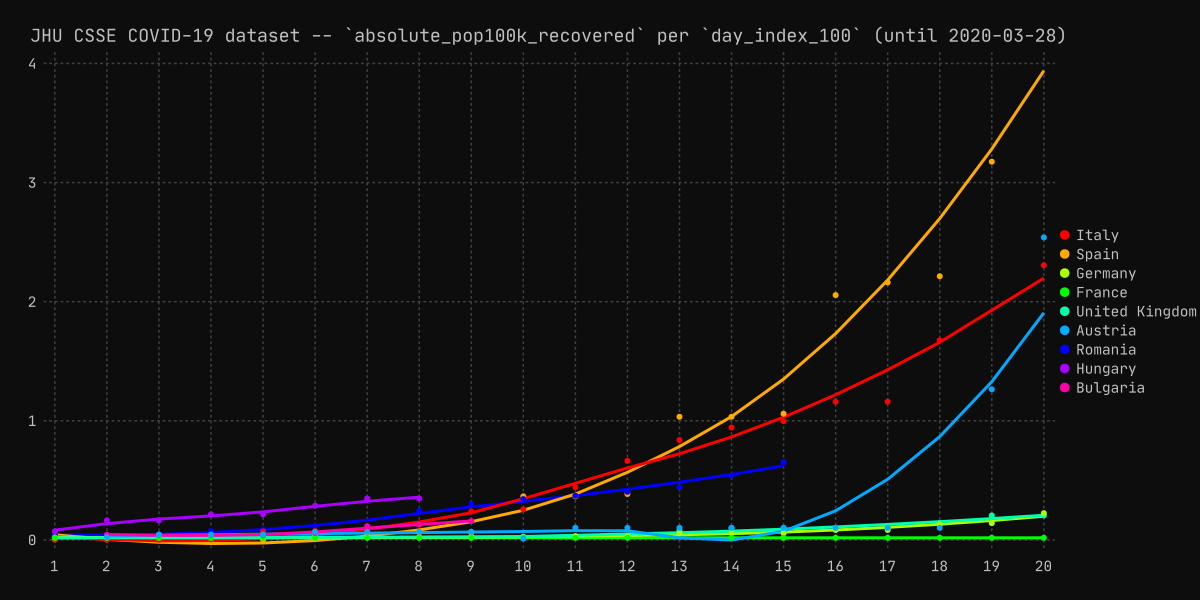 JHU CSSE COVID-19 dataset -- `absolute_pop100k_recovered` per `day_index_100` (until 2020-03-28)
4
3
2
1
0
1 2 3 4 5 6 7 8 9 10 11 12 13 14 15 16 17 18 19 20
Italy
Spain
Germany
France
United Kingdom
Austria
Romania
Hungary
Bulgaria